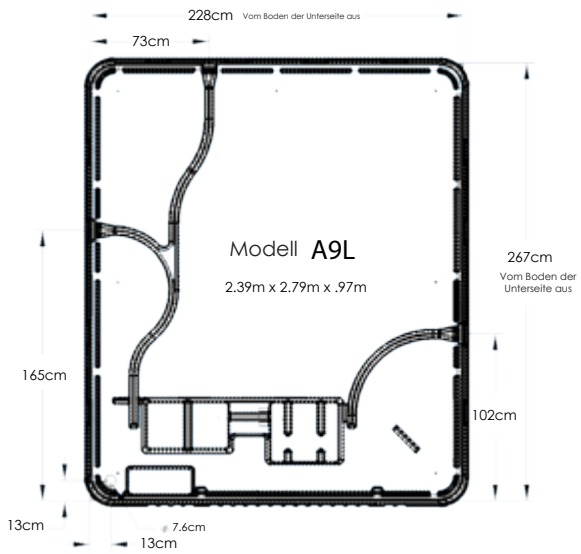 228cm Vom Boden der Unterseite aus
73cm
Modell A9L
2.39m x 2.79m x .97m
267cm
Vom Boden der
Unterseite aus
165cm
102cm
13cm
7.6cm
13cm